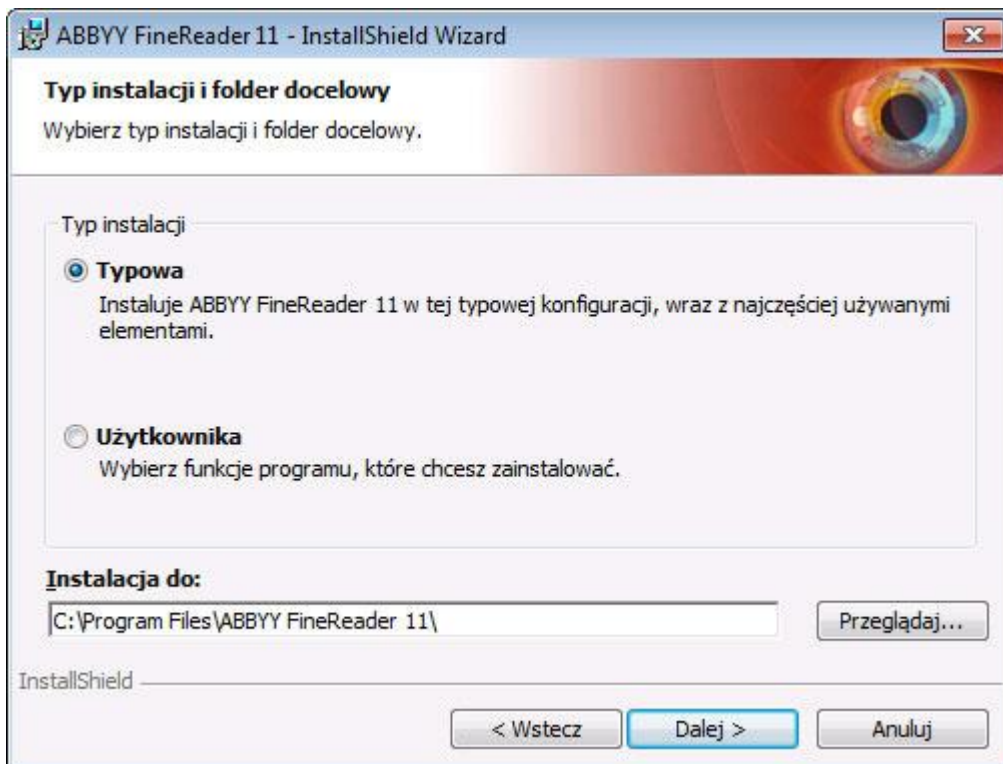 ABBYY FineReader 11 - InstallShield Wizard
Typ instalacji i folder docelowy
Wybierz typ instalacji i folder docelowy.
Typ instalacji
Typowa
Instaluje ABBYY FineReader 11 w tej typowej konfiguracji, wraz z najczęściej używanymi
elementami.
Użytkownika
Wybierz funkcje programu, które chcesz zainstalować.
Instalacja do:
C:\Program Files\ABBYY FineReader 11\
Przeglądaj...
InstallShield
< Wstecz
Dalej >
Anuluj